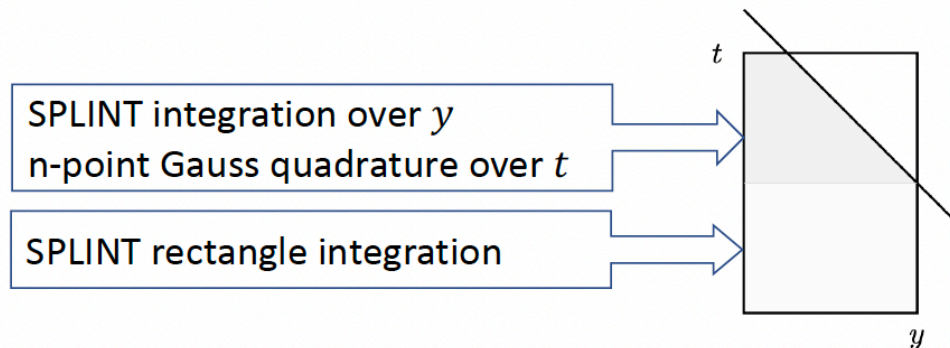 t
SPLINT integration over y
n-point Gauss quadrature over t
SPLINT rectangle integration
y